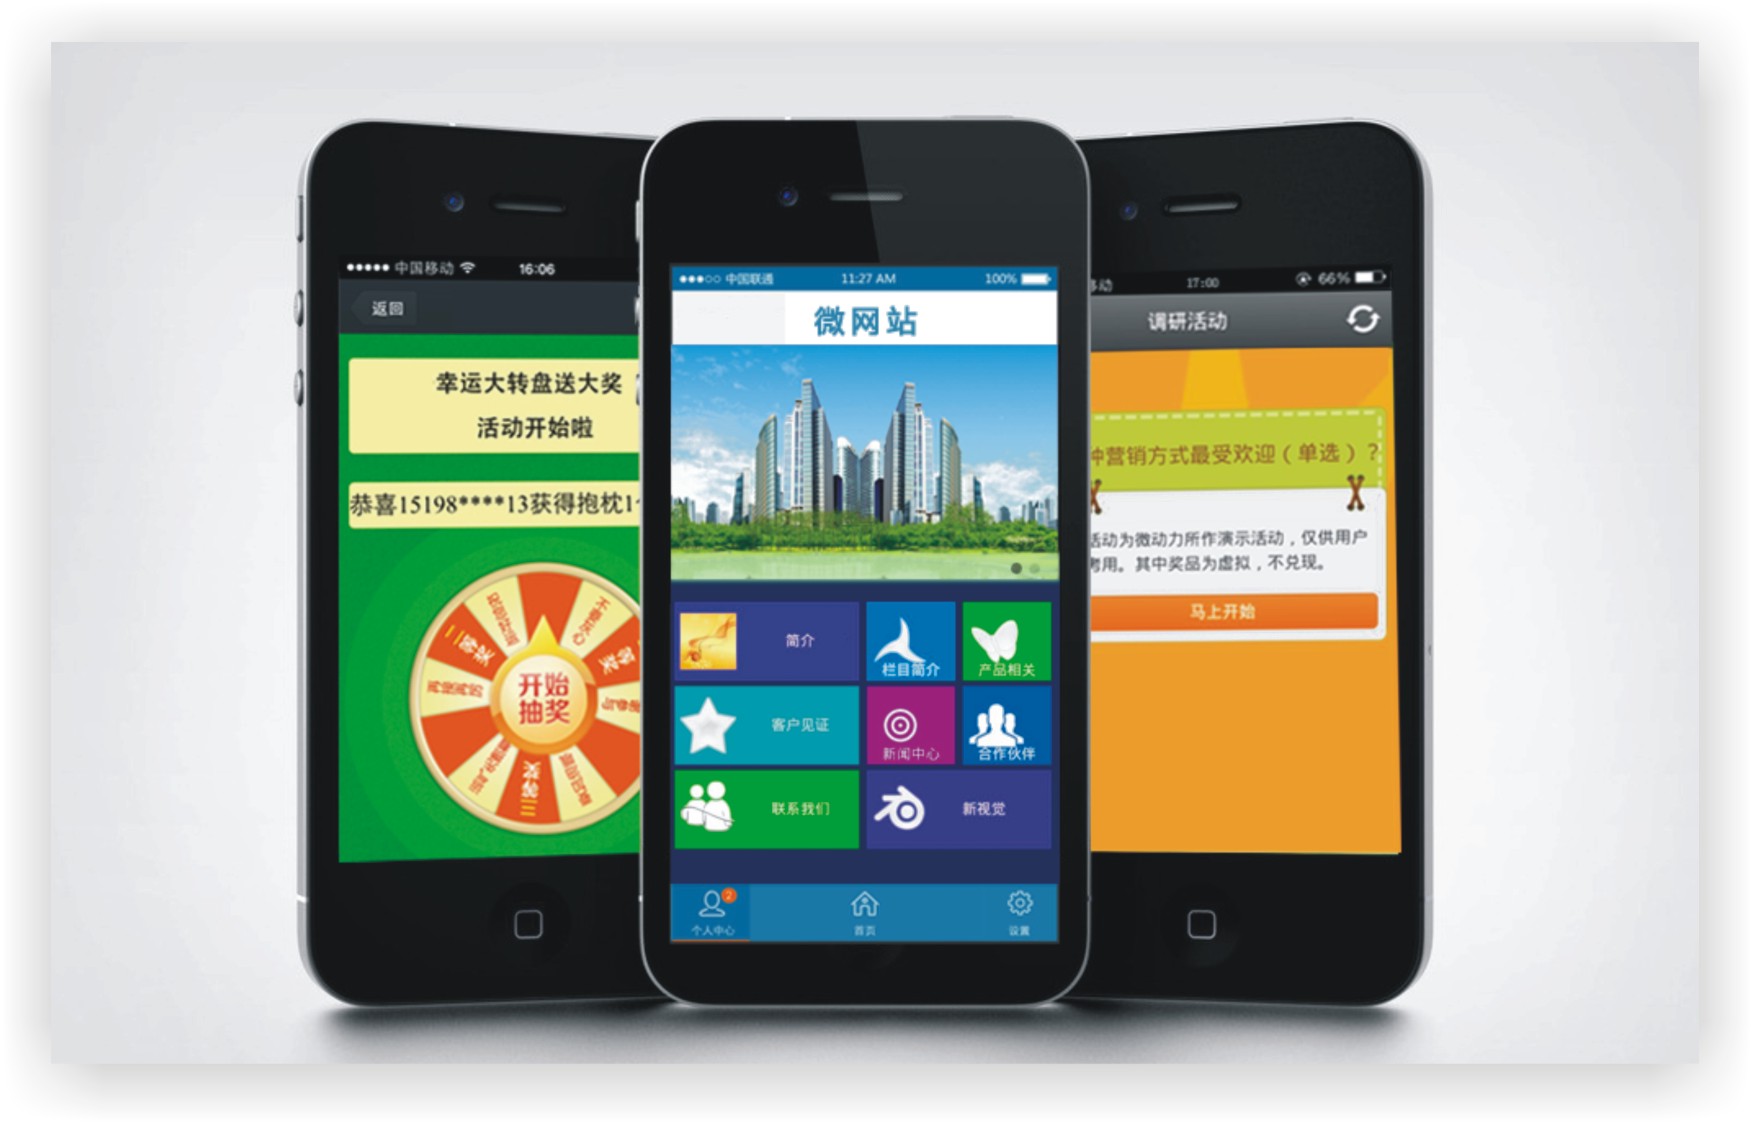 中国移动
16:06
返回
幸运大转盘送大奖
活动开始啦
恭喜15198****13获得抱枕1
二等奖
三等奖
开始
抽奖
中国联通
11:27 AM
100%
微网站
简介
栏目简介
产品相关
客户见证
新闻中心
合作伙伴
联系我们
新视觉
2
个人中心
首页
设置
移动
17:00
66%
调研活动
种营销方式最受欢迎（单选）？
活动为微动力所作演示活动，仅供用户
考用。其中奖品为虚拟，不兑现。
马上开始